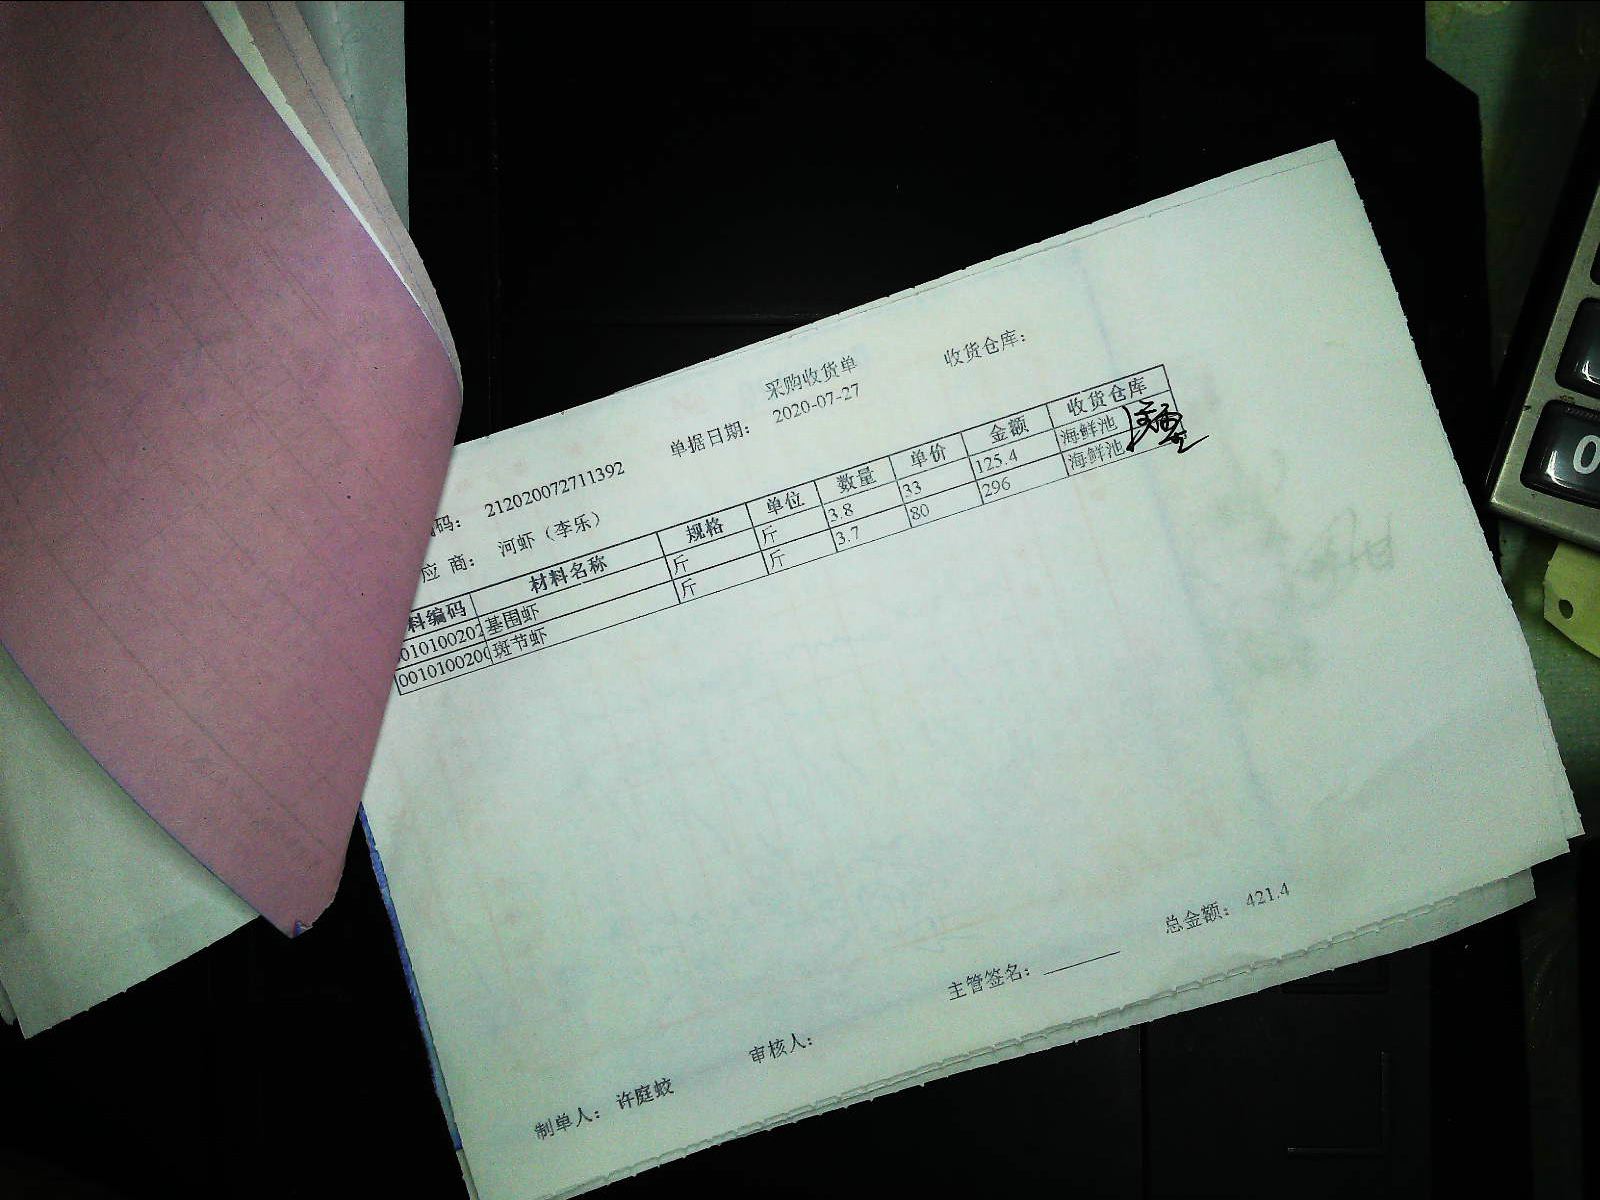 采购收货单
收货仓库：
码： 212020072711392 单据日期： 2020-07-27
应 商： 河虾（李乐）
料编码 材料名称 规格 单位 数量 单价 金额 收货仓库
010100202 基围虾 斤 斤 3.8 33 125.4 海鲜池
001010020 斑节虾 斤 斤 3.7 80 296 海鲜池
制单人： 许庭蛟 审核人： 主管签名： 总金额： 421.4
0